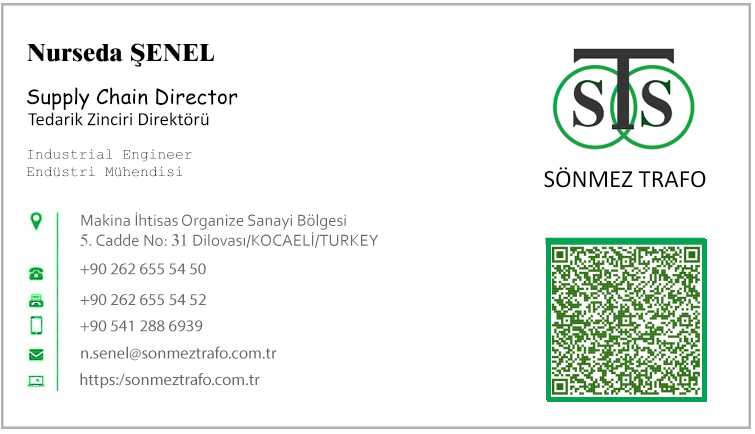 Nurseda ŞENEL
Supply Chain Director
Tedarik Zinciri Direktörü
Industrial Engineer
Endüstri Mühendisi
STS
SÖNMEZ TRAFO
Makina İhtisas Organize Sanayi Bölgesi
5. Cadde No: 31 Dilovası/KOCAELİ/TURKEY
+90 262 655 54 50
+90 262 655 54 52
+90 541 288 6939
n.senel@sonmeztrafo.com.tr
https:/sonmeztrafo.com.tr